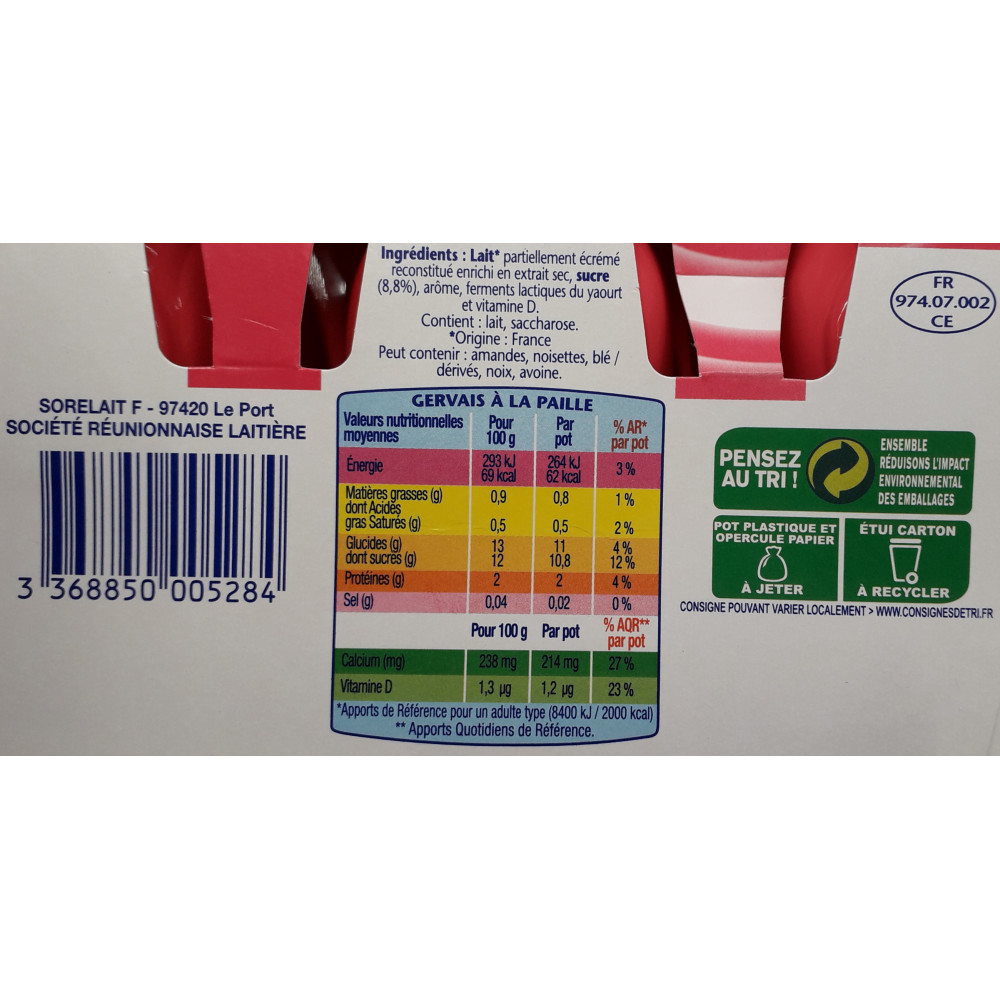 Ingrédients : Lait* partiellement écrémé
reconstitué enrichi en extrait sec, sucre
(8,8%), arôme, ferments lactiques du yaourt
et vitamine D.
Contient : lait, saccharose.
*Origine : France
Peut contenir : amandes, noisettes, blé /
dérivés, noix, avoine.
FR
974.07.002
CE
SORELAIT F - 97420 Le Port
SOCIÉTÉ RÉUNIONNAISE LAITIÈRE
3 368850 005284
GERVAIS À LA PAILLE
Valeurs nutritionnelles moyennes Pour 100 g Par pot % AR* par pot
Énergie 293 kJ 69 kcal 264 kJ 62 kcal 3 %
Matières grasses (g) 0,9 0,8 1 %
dont Acides gras Saturés (g) 0,5 0,5 2 %
Glucides (g) 13 11 4 %
dont sucres (g) 12 10,8 12 %
Protéines (g) 2 2 4 %
Sel (g) 0,04 0,02 0 %
Pour 100 g Par pot % AQR** par pot
Calcium (mg) 238 mg 214 mg 27 %
Vitamine D 1,3 µg 1,2 µg 23 %
*Apports de Référence pour un adulte type (8400 kJ / 2000 kcal)
** Apports Quotidiens de Référence.
PENSEZ
AU TRI !
ENSEMBLE
RÉDUISONS L'IMPACT
ENVIRONNEMENTAL
DES EMBALLAGES
POT PLASTIQUE ET
OPERCULE PAPIER
À JETER
ÉTUI CARTON
À RECYCLER
CONSIGNE POUVANT VARIER LOCALEMENT > WWW.CONSIGNESDETRI.FR